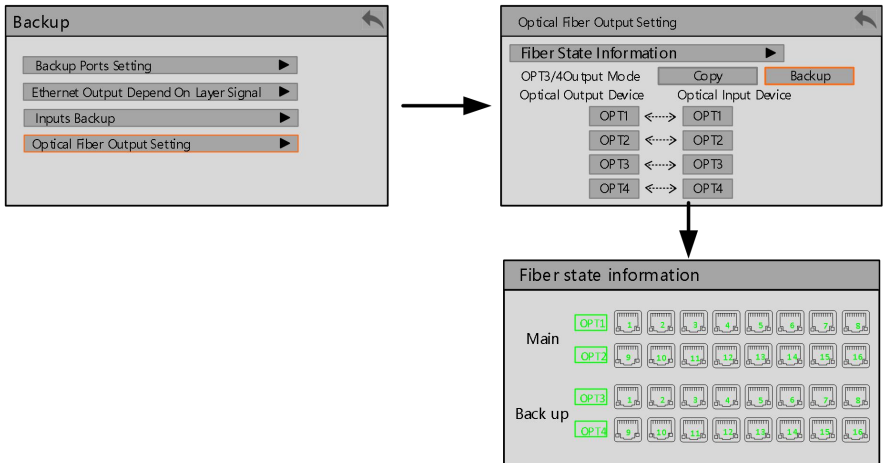 Backup
Backup Ports Setting
Ethernet Output Depend On Layer Signal
Inputs Backup
Optical Fiber Output Setting
Optical Fiber Output Setting
Fiber State Information
OPT3/4Output Mode Copy Backup
Optical Output Device Optical Input Device
OPT1 OPT1
OPT2 OPT2
OPT3 OPT3
OPT4 OPT4
Fiber state information
Main
OPT1 1 2 3 4 5 6 7 8
OPT2 9 10 11 12 13 14 15 16
Back up
OPT3 1 2 3 4 5 6 7 8
OPT4 9 10 11 12 13 14 15 16